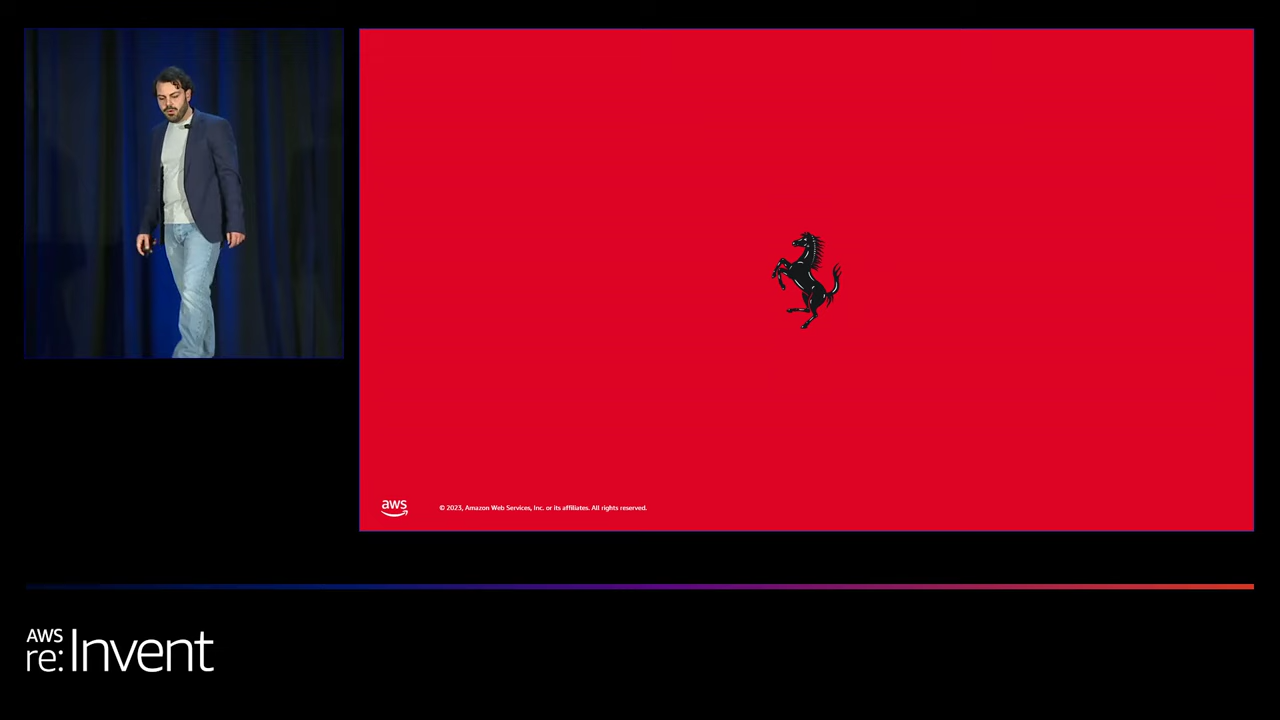 aws
© 2023, Amazon Web Services, Inc. or its affiliates. All rights reserved.
AWS
re:Invent